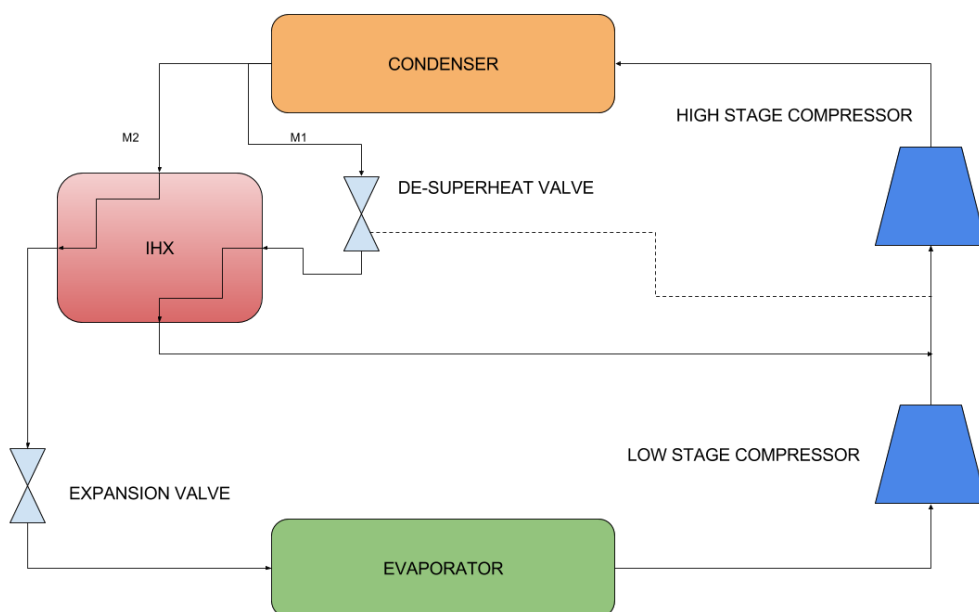 CONDENSER
HIGH STAGE COMPRESSOR
M2
M1
DE-SUPERHEAT VALVE
IHX
LOW STAGE COMPRESSOR
EXPANSION VALVE
EVAPORATOR